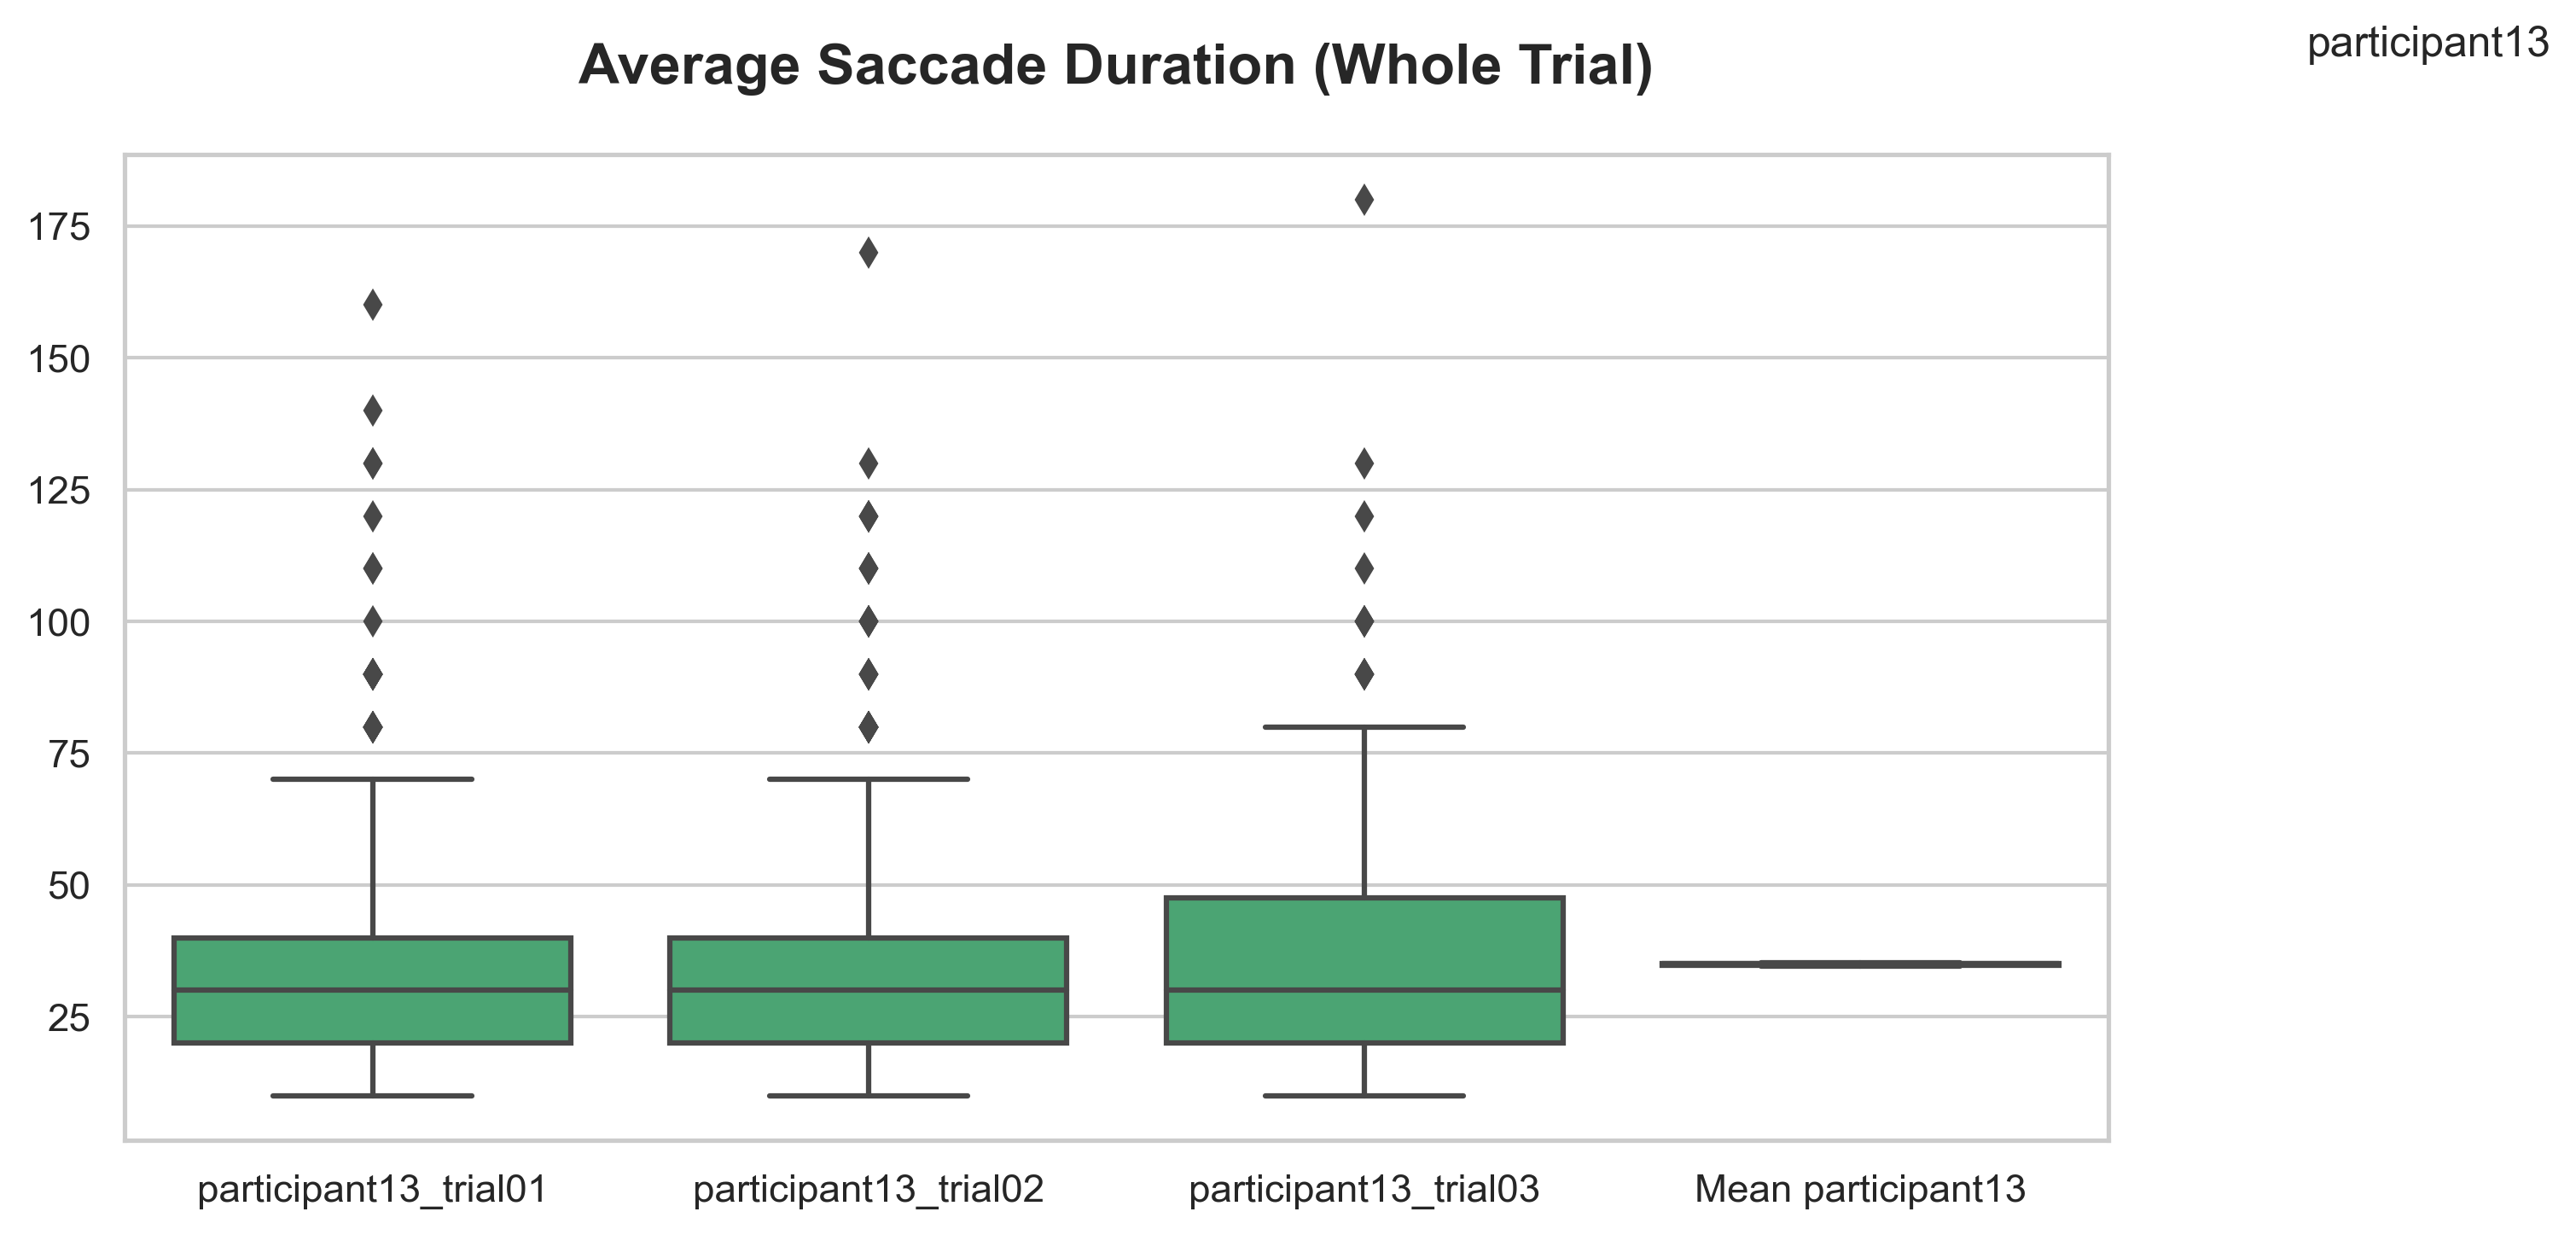 participant13
Average Saccade Duration (Whole Trial)
175
150
125
100
75
50
25
participant13_trial01 participant13_trial02 participant13_trial03 Mean participant13